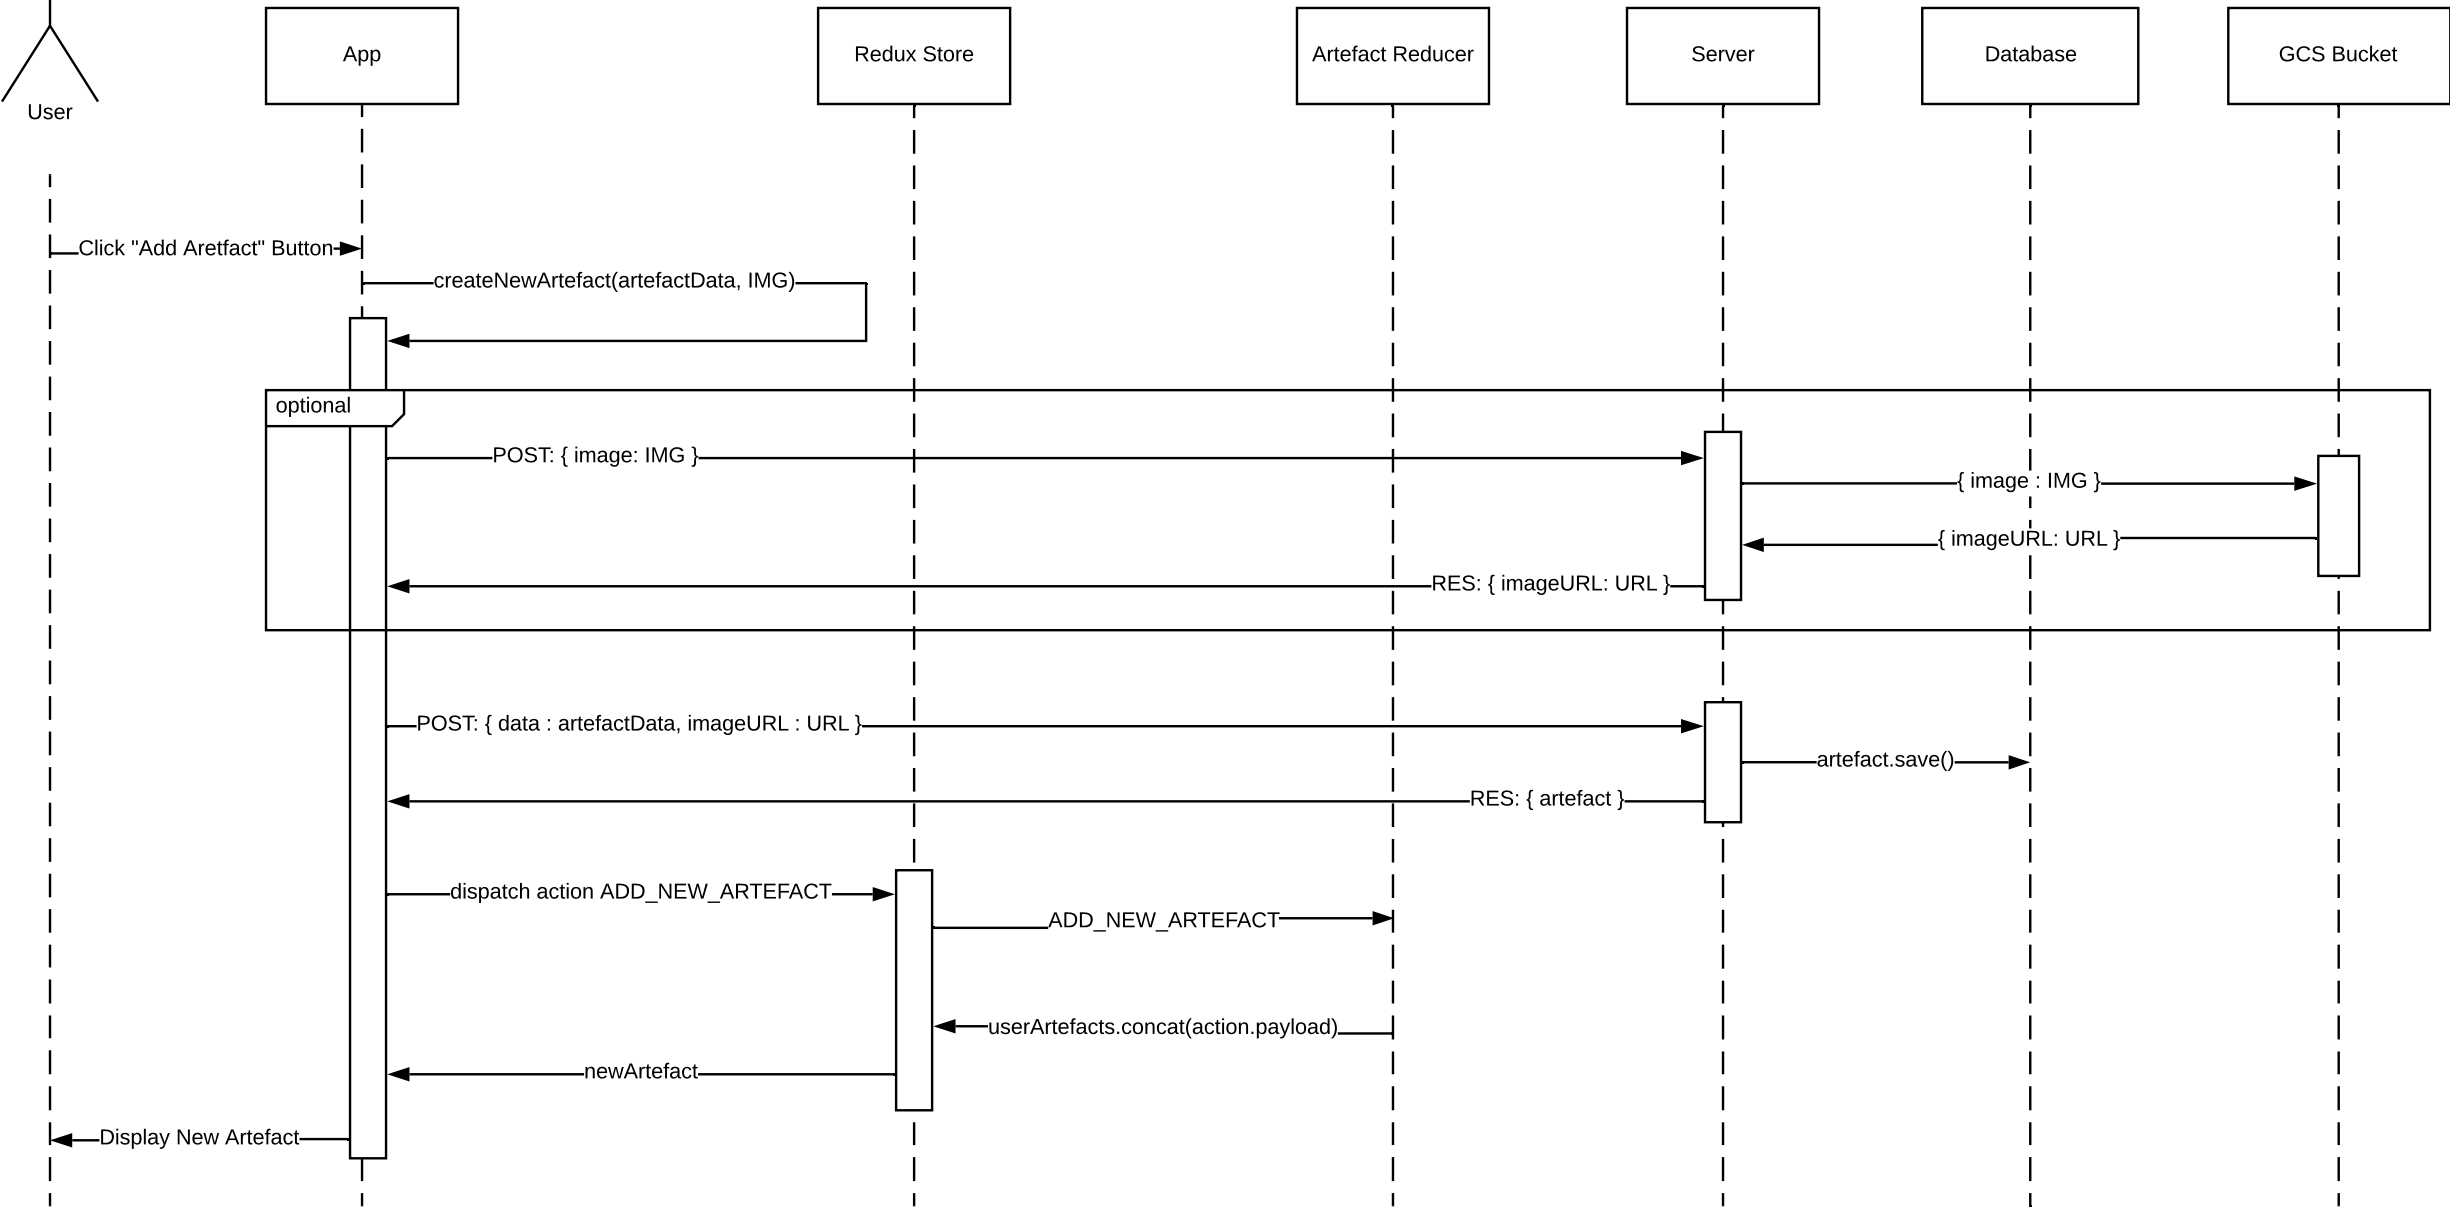 App
Redux Store
Artefact Reducer
Server
Database
GCS Bucket
User
Click "Add Aretfact" Button
createNewArtefact(artefactData, IMG)
optional
POST: { image: IMG }
{ image : IMG }
{ imageURL: URL }
RES: { imageURL: URL }
POST: { data : artefactData, imageURL : URL }
artefact.save()
RES: { artefact }
dispatch action ADD_NEW_ARTEFACT
ADD_NEW_ARTEFACT
userArtefacts.concat(action.payload)
newArtefact
Display New Artefact